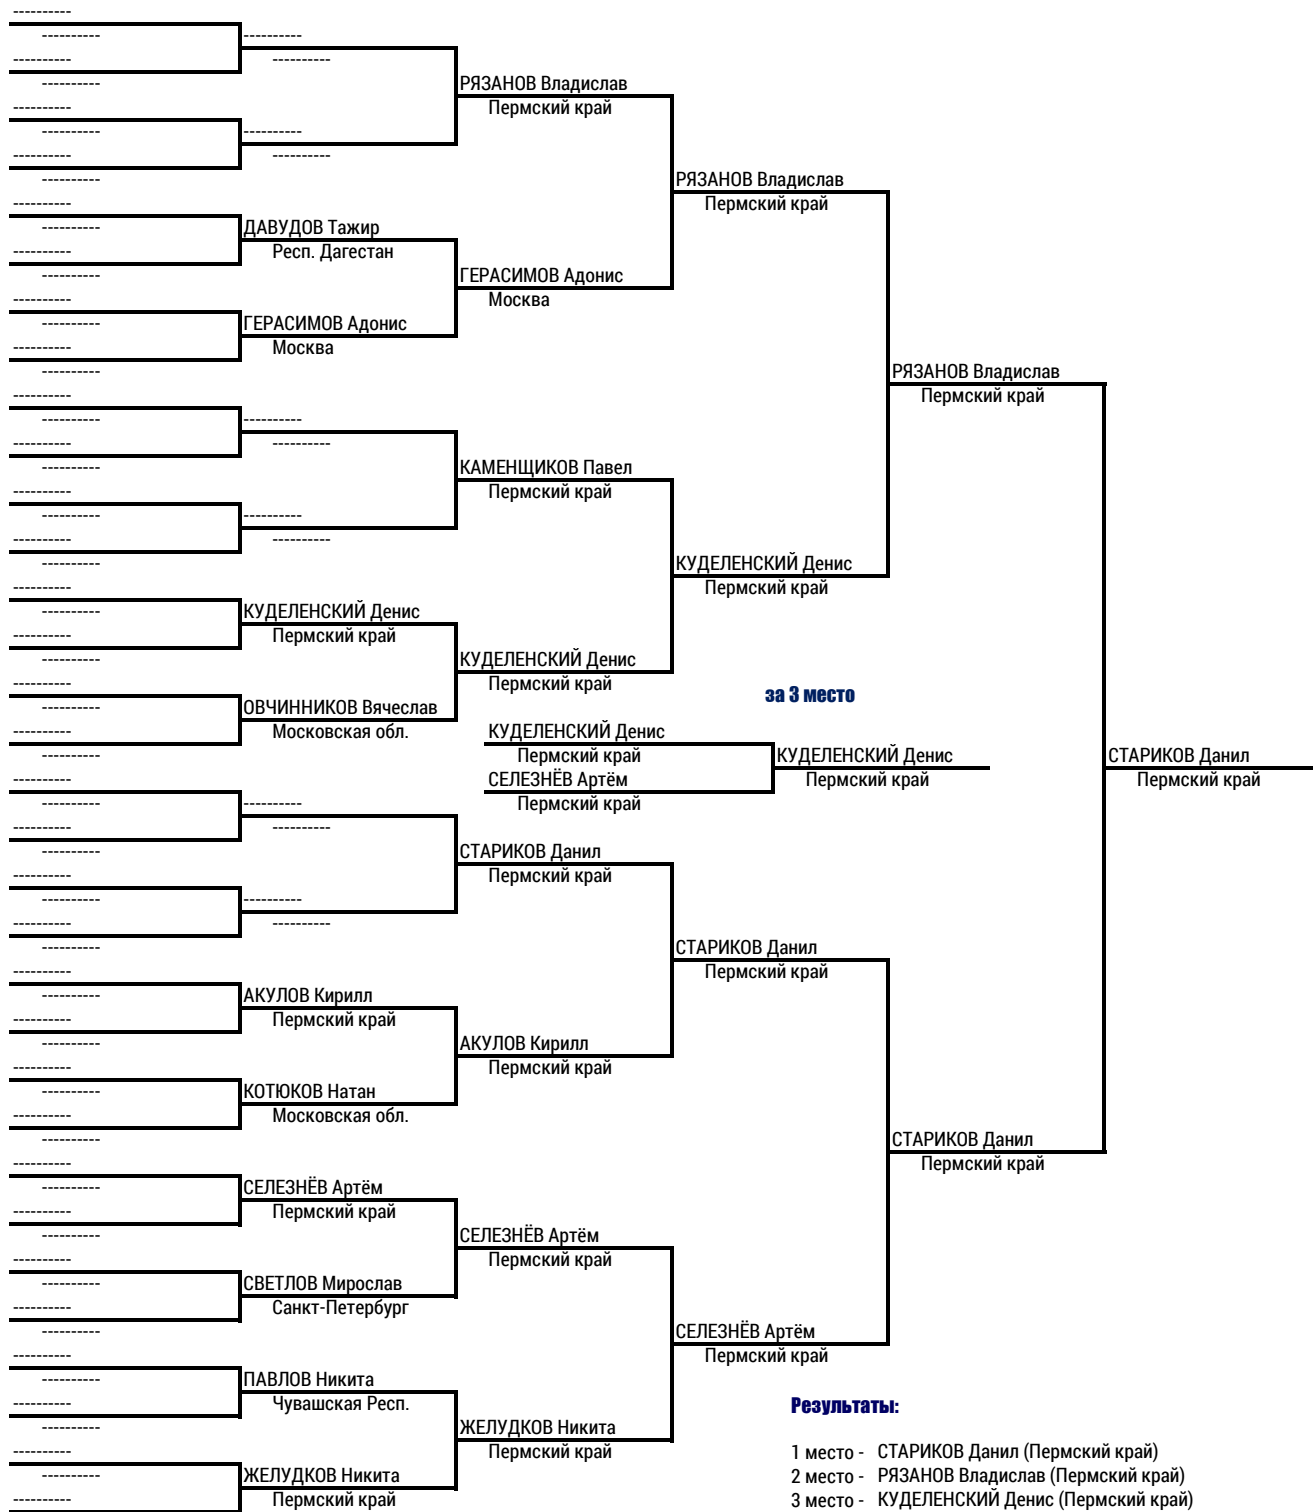 ----------
---------- ----------
---------- ----------
---------- РЯЗАНОВ Владислав
---------- Пермский край
---------- ----------
---------- ----------
---------- РЯЗАНОВ Владислав
---------- Пермский край
---------- ДАВУДОВ Тажир
---------- Респ. Дагестан
---------- ГЕРАСИМОВ Адонис
---------- Москва
---------- ГЕРАСИМОВ Адонис
---------- Москва
---------- РЯЗАНОВ Владислав
---------- Пермский край
---------- ----------
---------- ----------
---------- КАМЕНЩИКОВ Павел
---------- Пермский край
---------- ----------
---------- ----------
---------- КУДЕЛЕНСКИЙ Денис
---------- Пермский край
---------- КУДЕЛЕНСКИЙ Денис
---------- Пермский край
---------- КУДЕЛЕНСКИЙ Денис
---------- Пермский край за 3 место
---------- ОВЧИННИКОВ Вячеслав
---------- Московская обл. КУДЕЛЕНСКИЙ Денис
---------- Пермский край КУДЕЛЕНСКИЙ Денис СТАРИКОВ Данил
---------- СЕЛЕЗНЁВ Артём Пермский край Пермский край
---------- ---------- Пермский край
---------- ----------
---------- СТАРИКОВ Данил
---------- Пермский край
---------- ----------
---------- ----------
---------- СТАРИКОВ Данил
---------- Пермский край
---------- АКУЛОВ Кирилл
---------- Пермский край
---------- АКУЛОВ Кирилл
---------- Пермский край
---------- КОТЮКОВ Натан
---------- Московская обл.
---------- СТАРИКОВ Данил
---------- Пермский край
---------- СЕЛЕЗНЁВ Артём
---------- Пермский край
---------- СЕЛЕЗНЁВ Артём
---------- Пермский край
---------- СВЕТЛОВ Мирослав
---------- Санкт-Петербург
---------- СЕЛЕЗНЁВ Артём
---------- Пермский край
---------- ПАВЛОВ Никита
---------- Чувашская Респ. Результаты:
---------- ЖЕЛУДКОВ Никита
---------- Пермский край 1 место - СТАРИКОВ Данил (Пермский край)
---------- ЖЕЛУДКОВ Никита 2 место - РЯЗАНОВ Владислав (Пермский край)
---------- Пермский край 3 место - КУДЕЛЕНСКИЙ Денис (Пермский край)